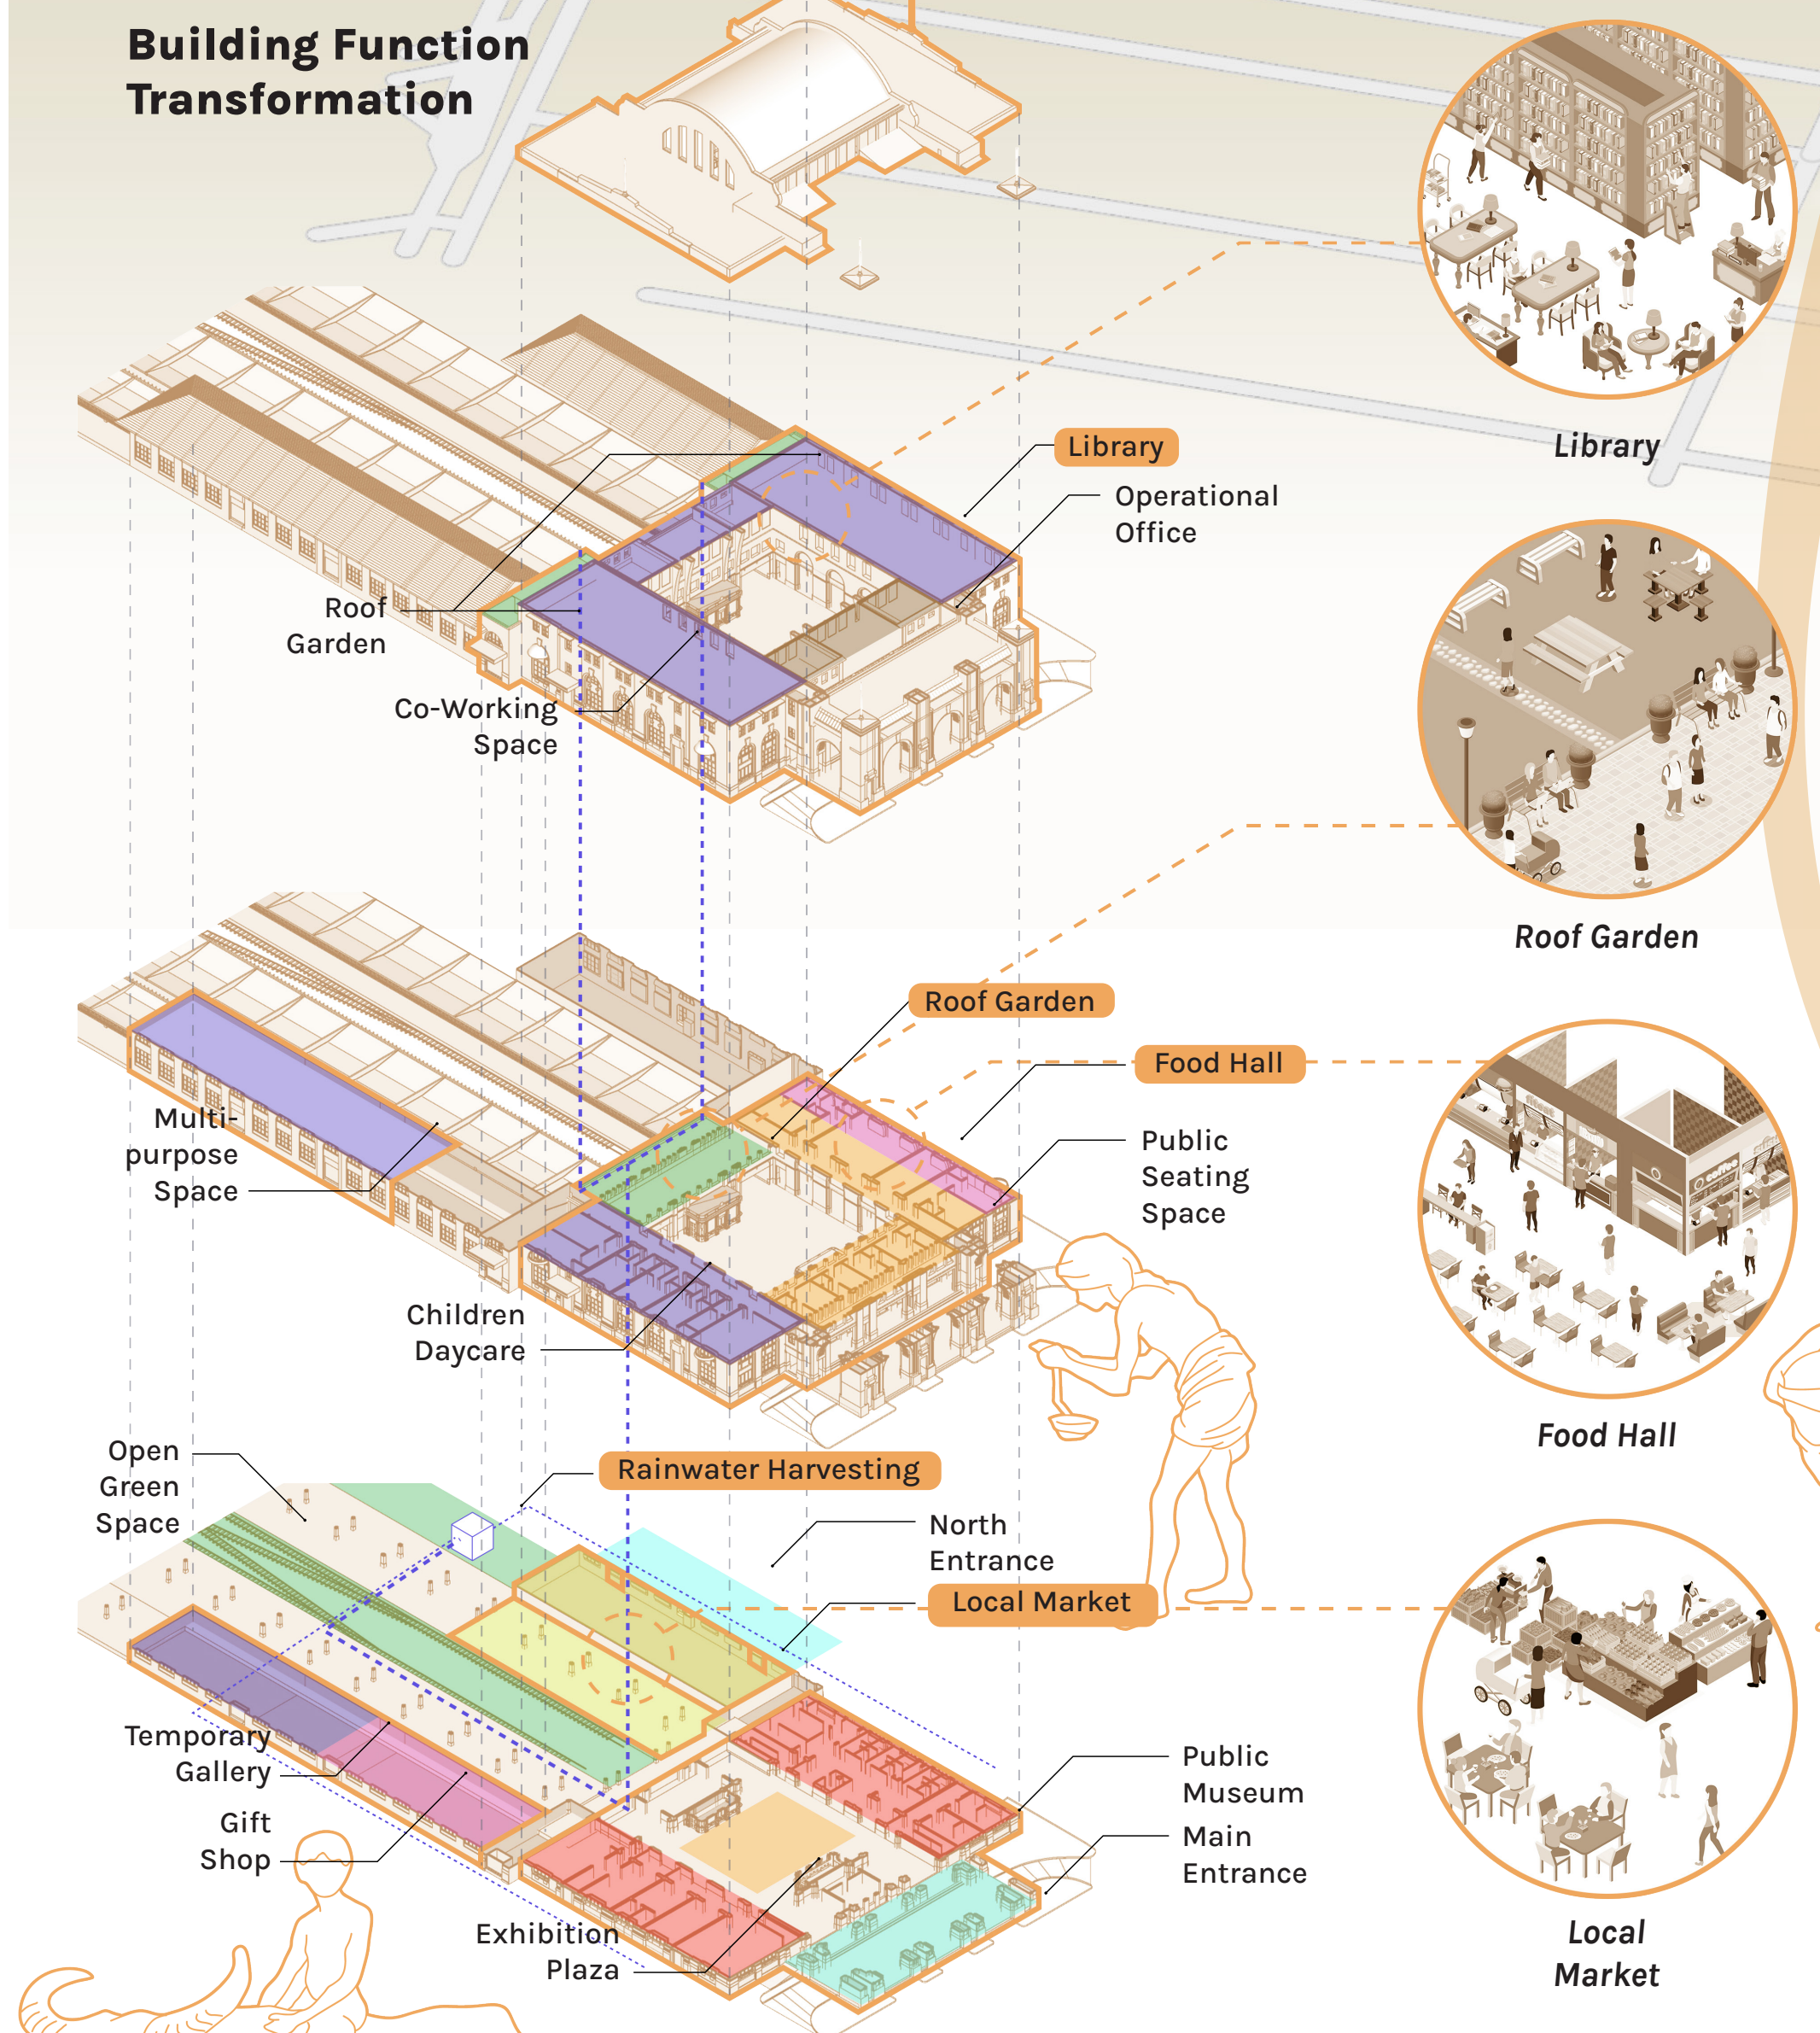 Building Function
Transformation
Library
Operational
Office
Roof
Garden
Co-Working
Space
Library
Roof Garden
Roof Garden
Food Hall
Multi-
purpose
Space
Public
Seating
Space
Children
Daycare
coffee
Food Hall
Open
Green
Space
Rainwater Harvesting
North
Entrance
Local Market
Temporary
Gallery
Gift
Shop
Public
Museum
Main
Entrance
Exhibition
Plaza
Local
Market